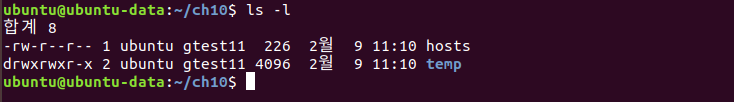 ubuntu@ubuntu-data:~/ch10$ ls -l
합계 8
-rw-r--r-- 1 ubuntu gtest11  226  2월  9 11:10 hosts
drwxrwxr-x 2 ubuntu gtest11 4096  2월  9 11:10 temp
ubuntu@ubuntu-data:~/ch10$